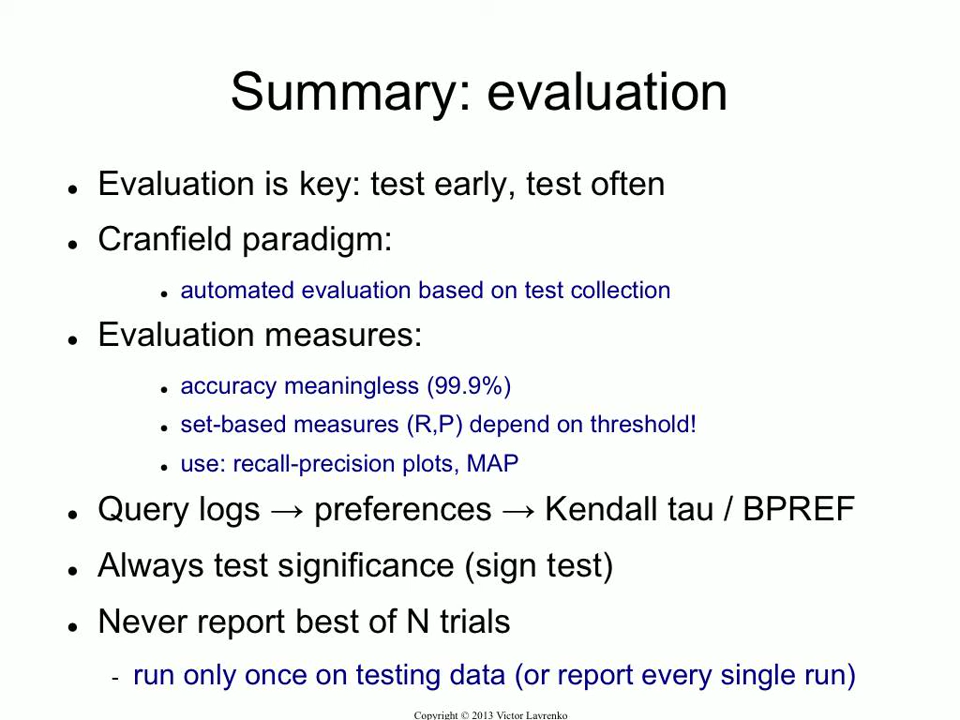 Summary: evaluation
● Evaluation is key: test early, test often
● Cranfield paradigm:
● automated evaluation based on test collection
● Evaluation measures:
● accuracy meaningless (99.9%)
● set-based measures (R,P) depend on threshold!
● use: recall-precision plots, MAP
● Query logs → preferences → Kendall tau / BPREF
● Always test significance (sign test)
● Never report best of N trials
- run only once on testing data (or report every single run)
Copyright © 2013 Victor Lavrenko